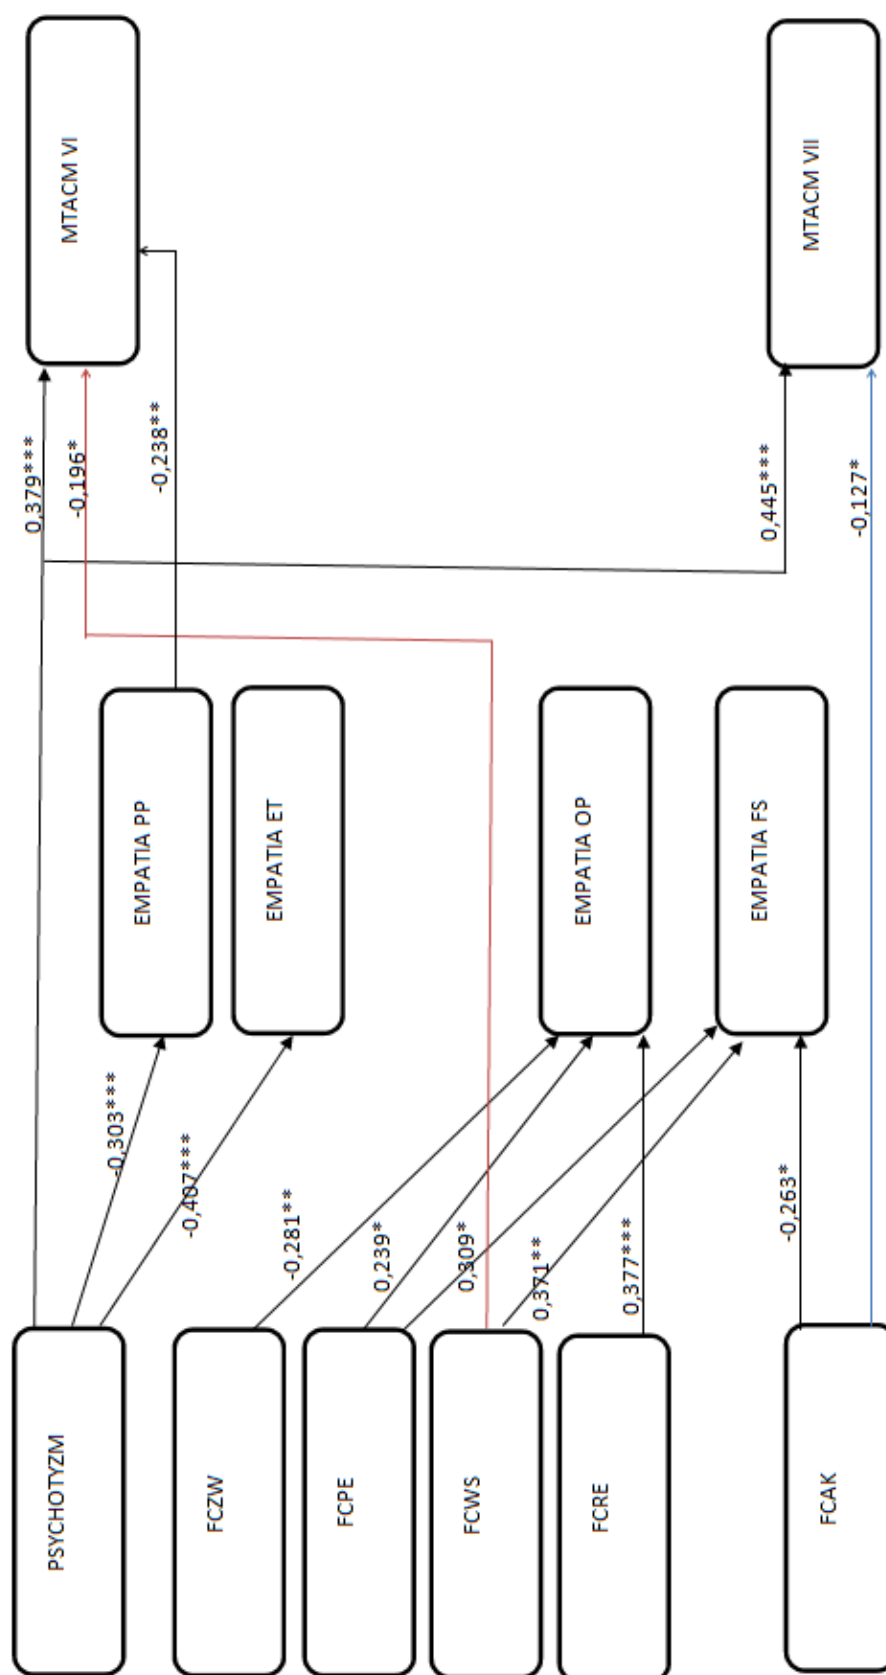 PSYCHOTYZM
FCZW
FCPE
FCWS
FCRE
FCAK
-0,303***
-0,407***
-0,281**
0,239*
0,309*
0,371**
0,377***
-0,263*
EMPATIA PP
EMPATIA ET
EMPATIA OP
EMPATIA FS
0,379***
-0,196*
-0,238**
0,445***
-0,127*
MTACM VI
MTACM VII